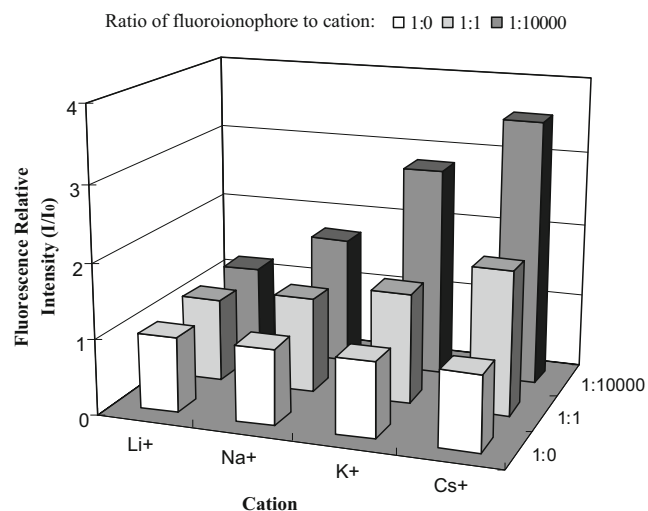 Ratio of fluoroionophore to cation: 1:0 1:1 1:10000
4
3
2
1
0
Fluorescence Relative
Intensity (I/I0)
Li+
Na+
K+
Cs+
1:0
1:1
1:10000
Cation